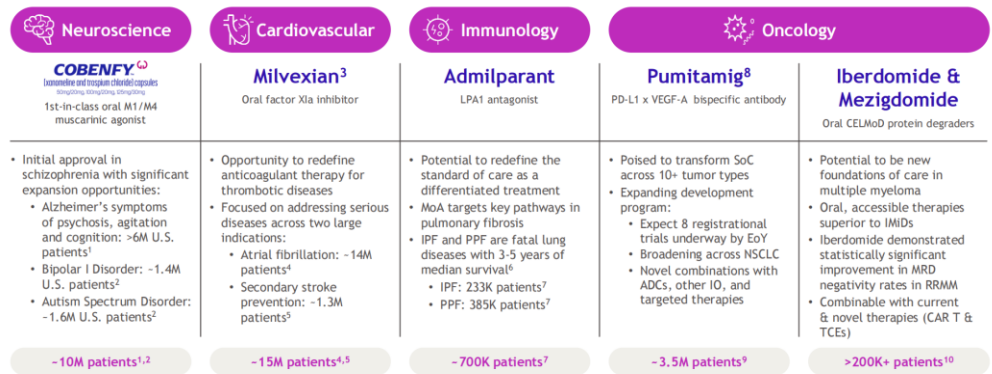 Neuroscience
Cardiovascular
Immunology
Oncology
COBENFY
(xanomeline and trospium chloride) capsules
50mg/20mg, 100mg/20mg, 125mg/30mg
1st-in-class oral M1/M4
muscarinic agonist
Milvexian3
Oral factor XIa inhibitor
Admilparant
LPA1 antagonist
Pumitamig8
PD-L1 x VEGF-A bispecific antibody
Iberdomide &
Mezigdomide
Oral CELMoD protein degraders
• Initial approval in
schizophrenia with significant
expansion opportunities:
• Alzheimer's symptoms
of psychosis, agitation
and cognition: >6M U.S.
patients1
• Bipolar I Disorder: ~1.4M
U.S. patients2
• Autism Spectrum Disorder:
~1.6M U.S. patients2
• Opportunity to redefine
anticoagulant therapy for
thrombotic diseases
• Focused on addressing serious
diseases across two large
indications:
• Atrial fibrillation: ~14M
patients4
• Secondary stroke
prevention: ~1.3M
patients5
• Potential to redefine the
standard of care as a
differentiated treatment
• MoA targets key pathways in
pulmonary fibrosis
• IPF and PPF are fatal lung
diseases with 3-5 years of
median survival6
• IPF: 233K patients7
• PPF: 385K patients7
• Poised to transform SoC
across 10+ tumor types
• Expanding development
program:
• Expect 8 registrational
trials underway by EoY
• Broadening across NSCLC
• Novel combinations with
ADCs, other IO, and
targeted therapies
• Potential to be new
foundations of care in
multiple myeloma
• Oral, accessible therapies
superior to IMiDs
• Iberdomide demonstrated
statistically significant
improvement in MRD
negativity rates in RRMM
• Combinable with current
& novel therapies (CAR T &
TCEs)
~10M patients1,2
~15M patients4,5
~700K patients7
~3.5M patients9
>200K+ patients10